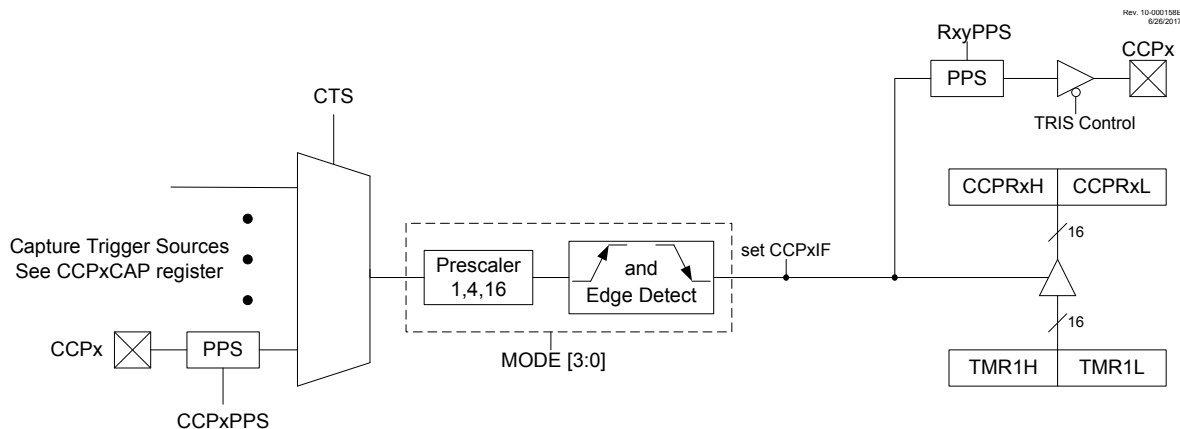 Rev. 10-000158E
6/26/2017
RxyPPS
CCPx
PPS
TRIS Control
CTS
CCPRxH
CCPRxL
16
Capture Trigger Sources
See CCPxCAP register
Prescaler
1,4,16
and
Edge Detect
set CCPxIF
16
CCPx
PPS
MODE [3:0]
TMR1H
TMR1L
CCPxPPS